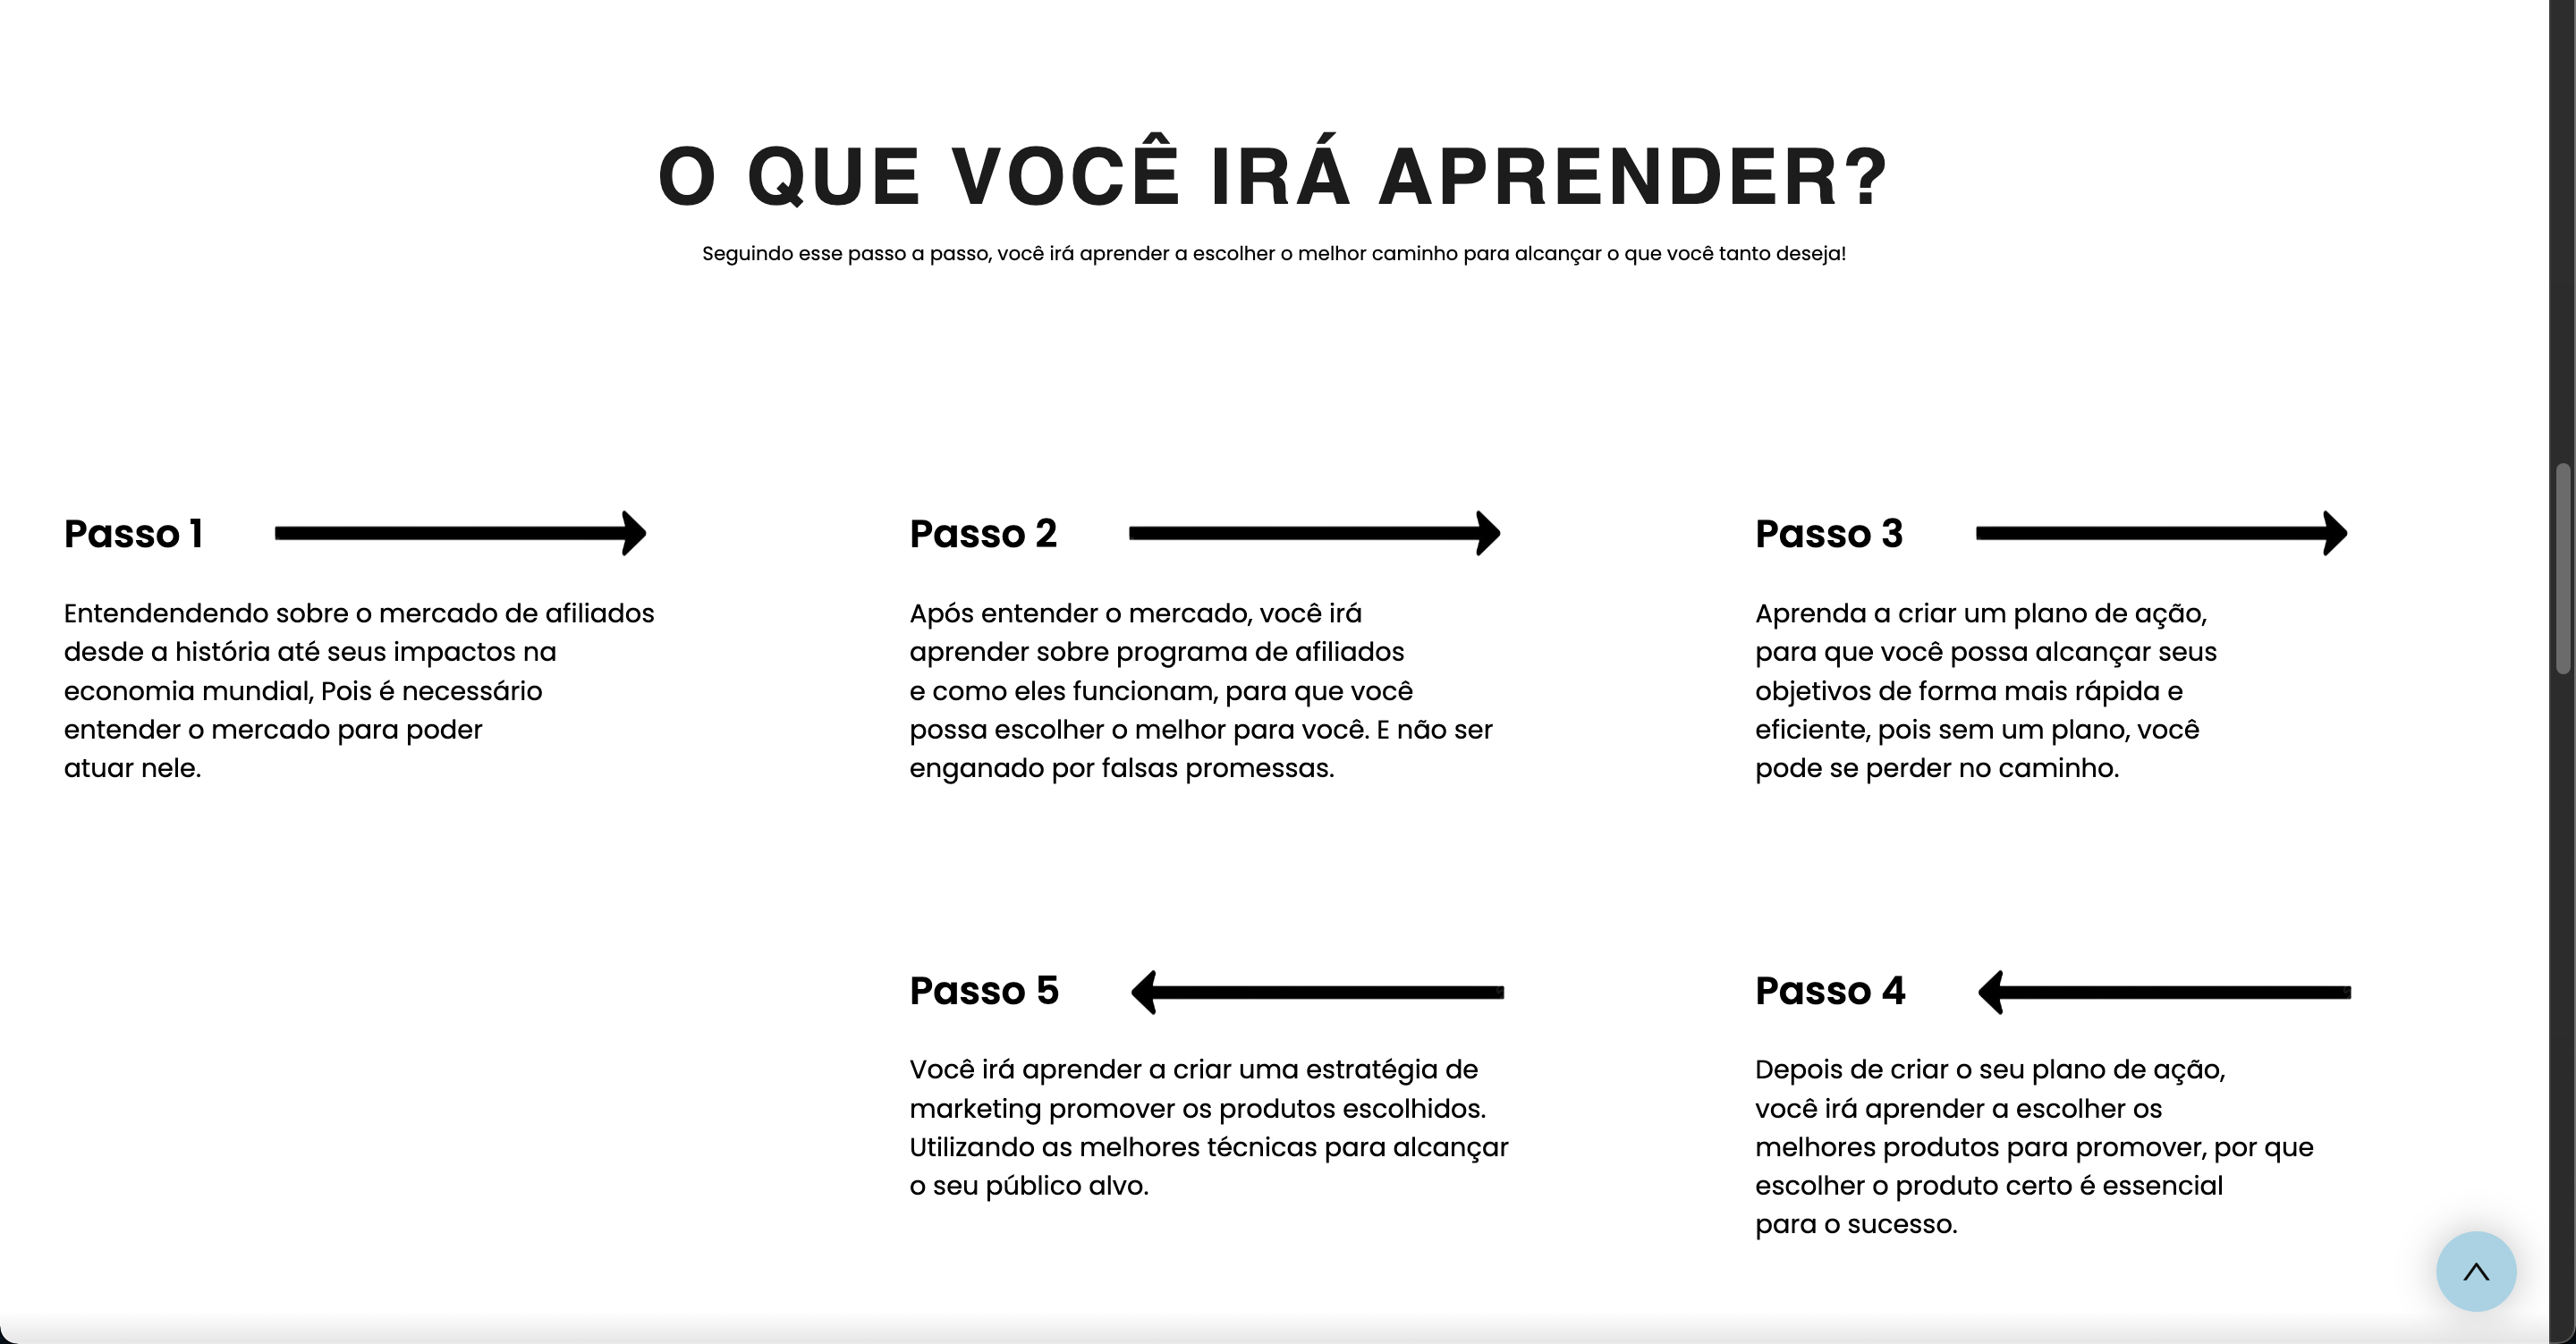 O QUE VOCÊ IRÁ APRENDER?
Seguindo esse passo a passo, você irá aprender a escolher o melhor caminho para alcançar o que você tanto deseja!
Passo 1
Entendendendo sobre o mercado de afiliados
desde a história até seus impactos na
economia mundial, Pois é necessário
entender o mercado para poder
atuar nele.
Passo 2
Após entender o mercado, você irá
aprender sobre programa de afiliados
e como eles funcionam, para que você
possa escolher o melhor para você. E não ser
enganado por falsas promessas.
Passo 3
Aprenda a criar um plano de ação,
para que você possa alcançar seus
objetivos de forma mais rápida e
eficiente, pois sem um plano, você
pode se perder no caminho.
Passo 4
Depois de criar o seu plano de ação,
você irá aprender a escolher os
melhores produtos para promover, por que
escolher o produto certo é essencial
para o sucesso.
Passo 5
Você irá aprender a criar uma estratégia de
marketing promover os produtos escolhidos.
Utilizando as melhores técnicas para alcançar
o seu público alvo.